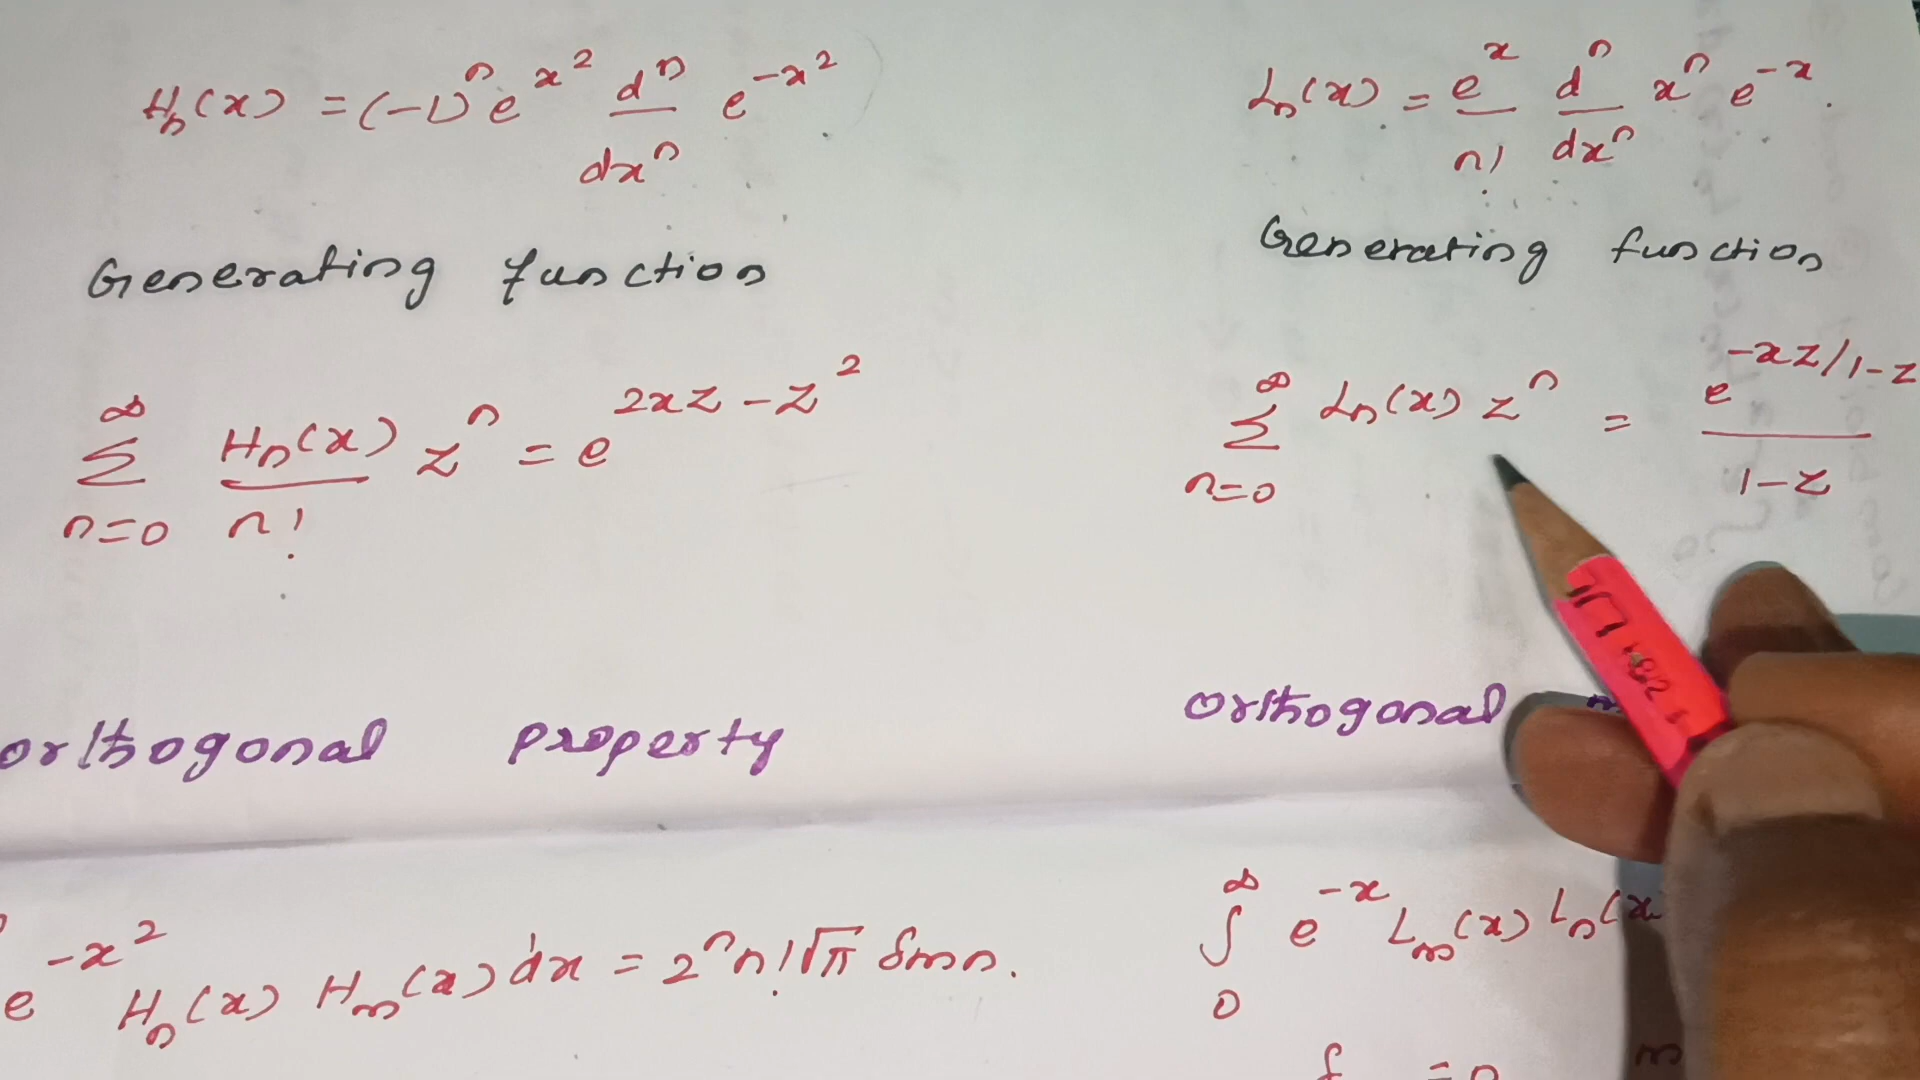 Hn(x) = (-1)^n e^x^2 d^n/dx^n e^-x^2
Generating function
∞ Σ n=0 Hn(x)/n! z^n = e^2xz-z^2
orthogonal property
e^-x^2 Hn(x) Hm(x) dx = 2^n n! √π δmn.
Ln(x) = e^x/n! d^n/dx^n x^n e^-x.
Generating function
∞ Σ n=0 Ln(x) z^n = e^-xz/1-z / 1-z
orthogonal
∞ ∫ 0 e^-x Lm(x) Ln(x